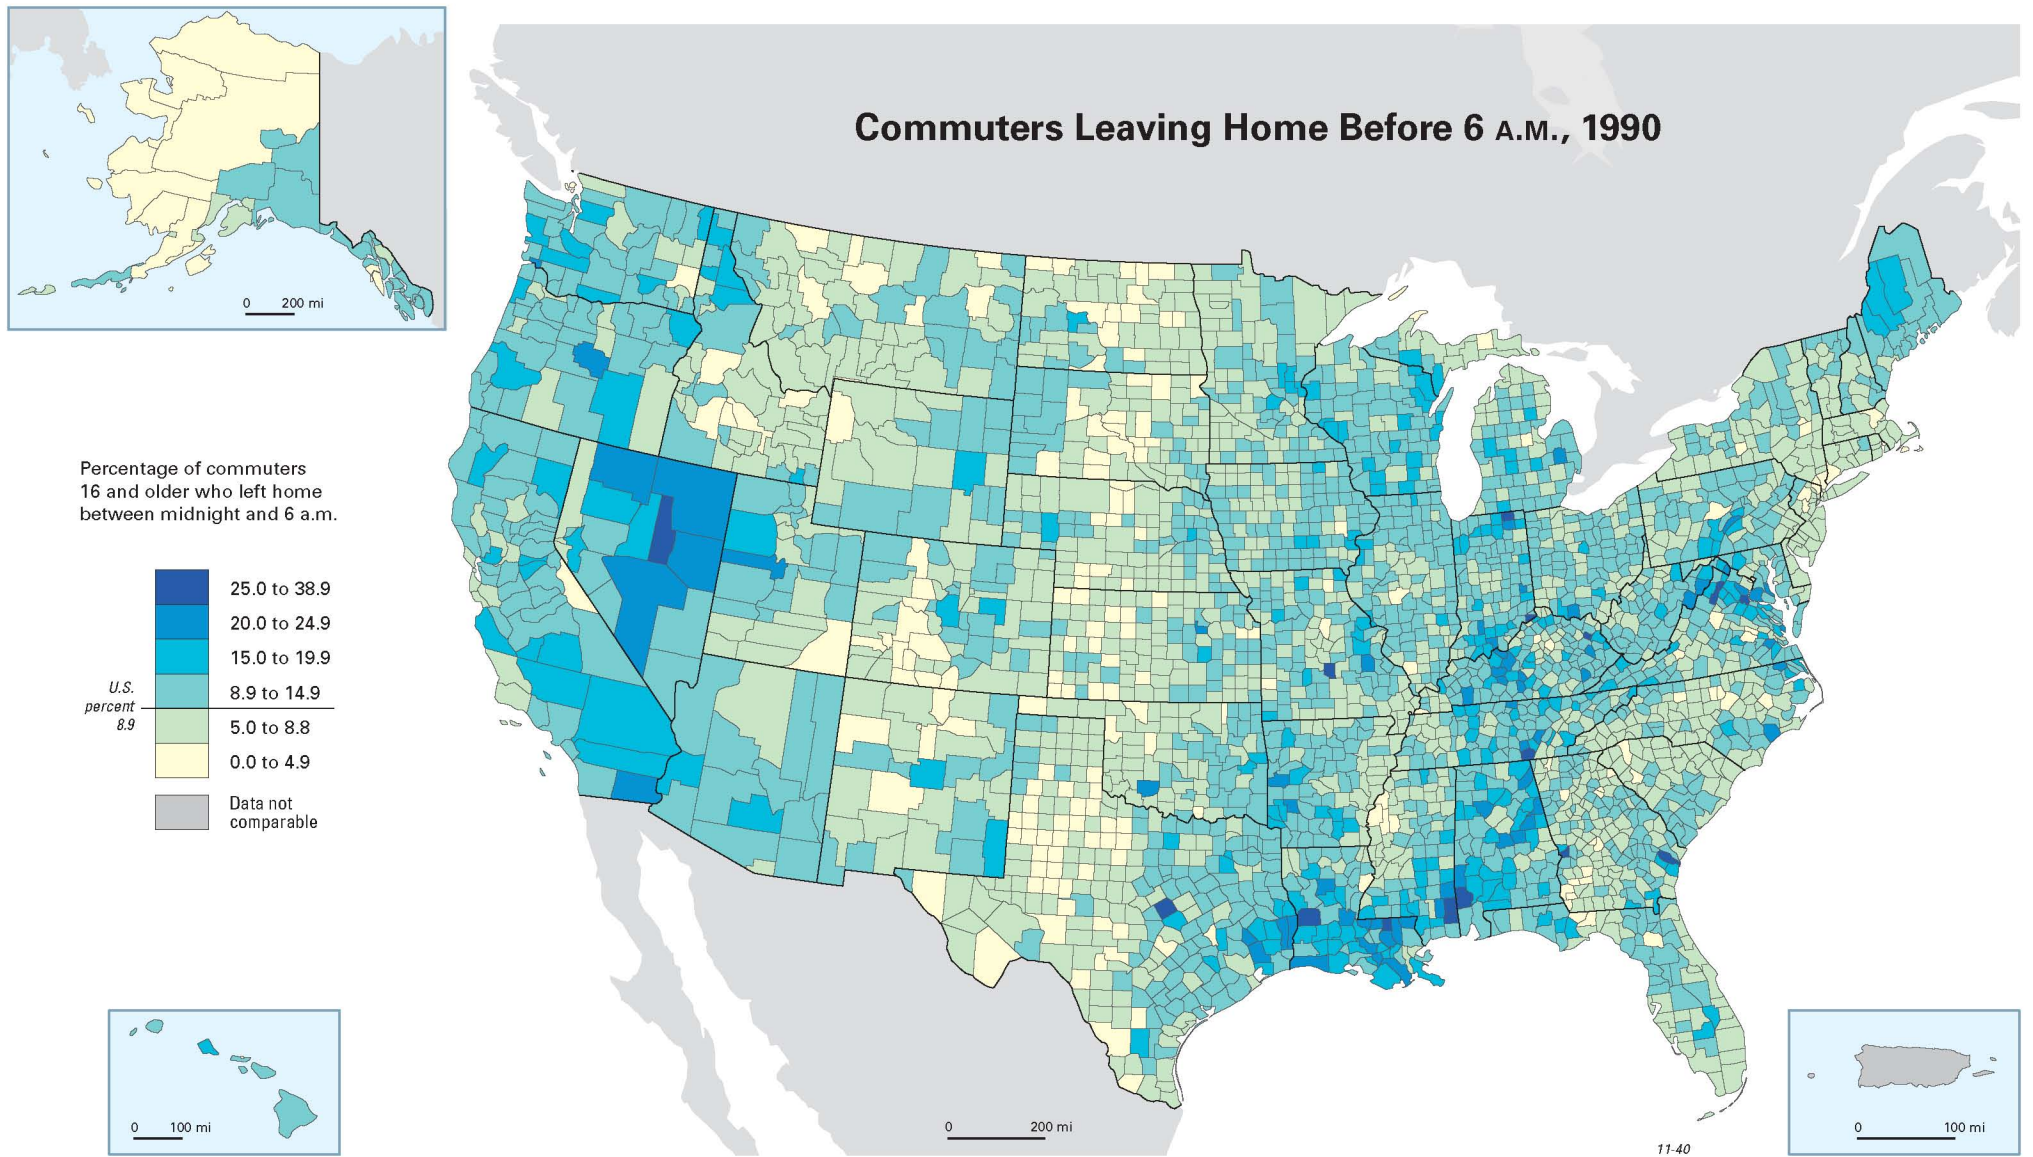 Commuters Leaving Home Before 6 A.M., 1990
0 200 mi
Percentage of commuters
16 and older who left home
between midnight and 6 a.m.
25.0 to 38.9
20.0 to 24.9
15.0 to 19.9
8.9 to 14.9
U.S.
percent
8.9
5.0 to 8.8
0.0 to 4.9
Data not
comparable
0 100 mi
0 200 mi
0 100 mi
11-40